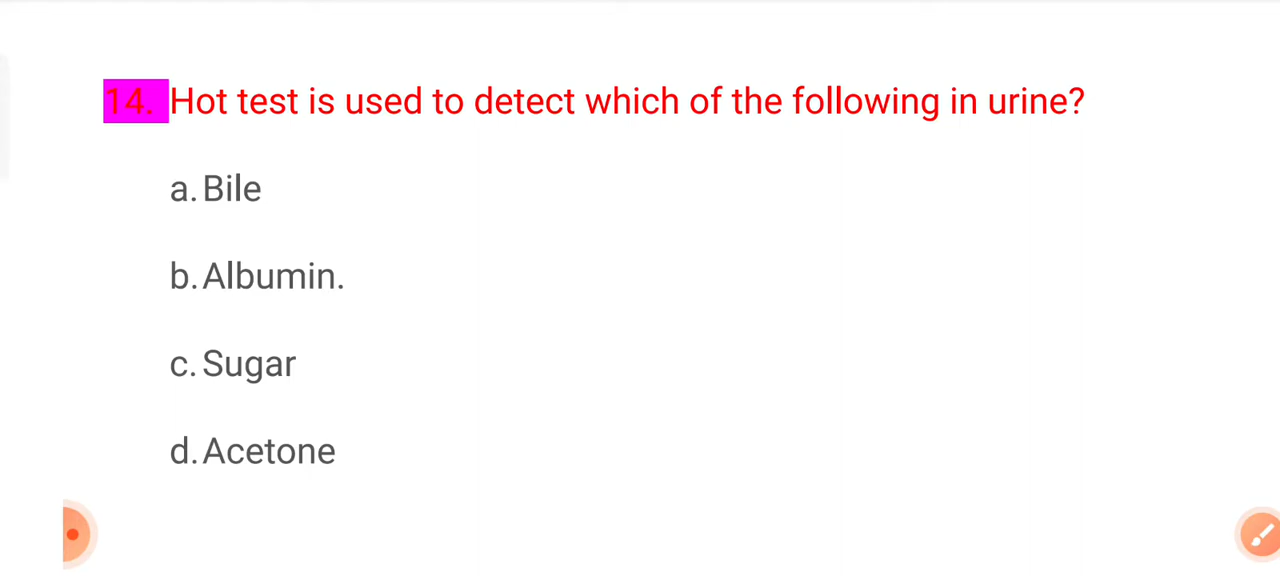 14. Hot test is used to detect which of the following in urine?
a. Bile
b. Albumin.
c. Sugar
d. Acetone